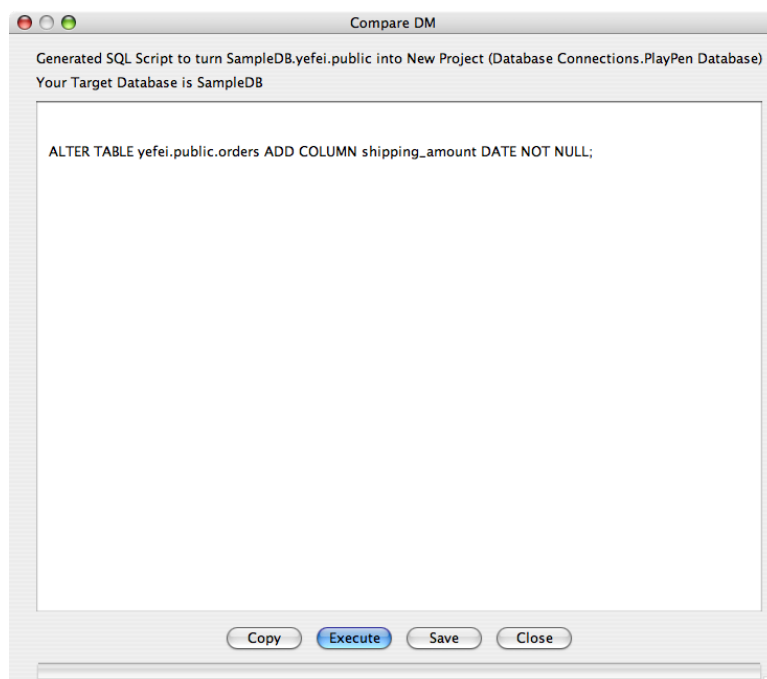 Compare DM
Generated SQL Script to turn SampleDB.yefei.public into New Project (Database Connections.PlayPen Database)
Your Target Database is SampleDB
ALTER TABLE yefei.public.orders ADD COLUMN shipping_amount DATE NOT NULL;
Copy Execute Save Close